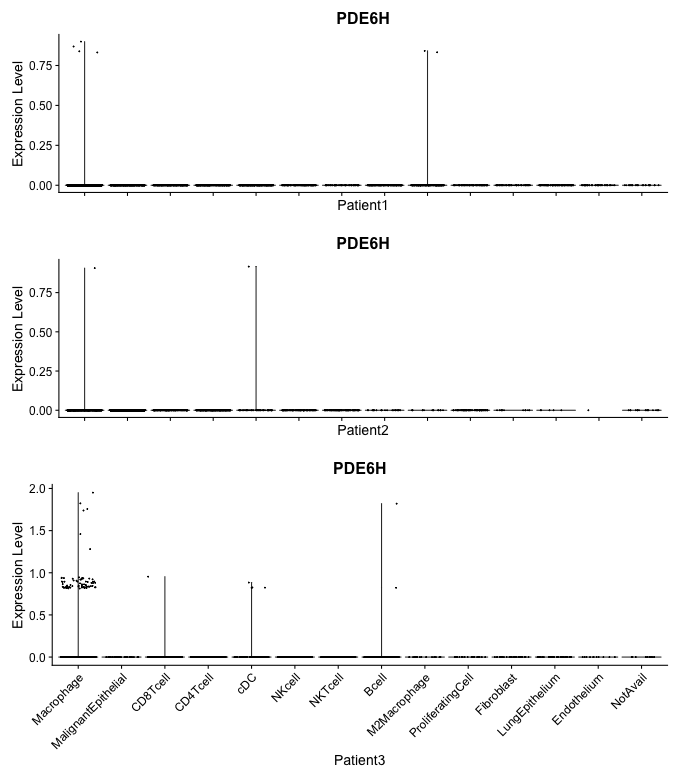 PDE6H
Expression Level
0.75
0.50
0.25
0.00
Patient1
PDE6H
Expression Level
0.75
0.50
0.25
0.00
Patient2
PDE6H
Expression Level
2.0
1.5
1.0
0.5
0.0
Macrophage
MalignantEpithelial
CD8Tcell
CD4Tcell
cDC
NKcell
NKTcell
Bcell
M2Macrophage
ProliferatingCell
Fibroblast
LungEpithelium
Endothelium
NotAvail
Patient3